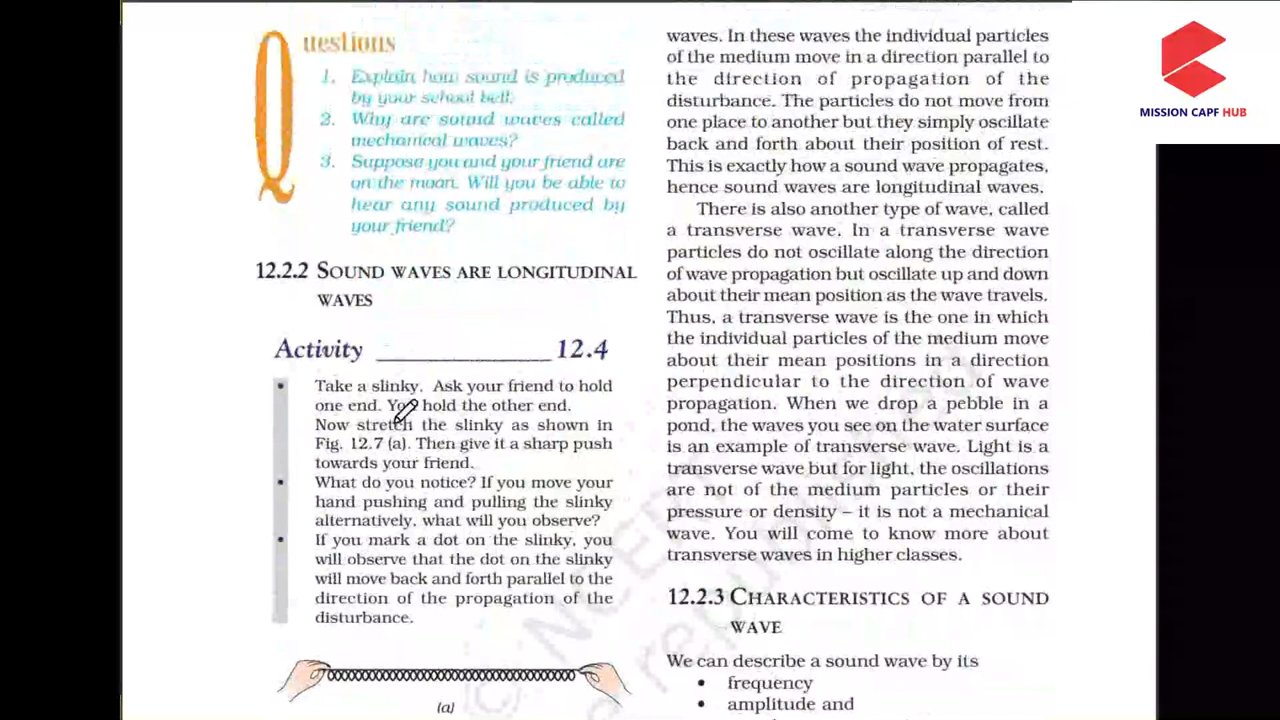 Questions
1. Explain how sound is produced
by your school bell.
2. Why are sound waves called
mechanical waves?
3. Suppose you and your friend are
on the moon. Will you be able to
hear any sound produced by
your friend?
12.2.2 SOUND WAVES ARE LONGITUDINAL
WAVES
Activity ______________ 12.4
• Take a slinky. Ask your friend to hold
one end. You hold the other end.
Now stretch the slinky as shown in
Fig. 12.7 (a). Then give it a sharp push
towards your friend.
• What do you notice? If you move your
hand pushing and pulling the slinky
alternatively, what will you observe?
• If you mark a dot on the slinky, you
will observe that the dot on the slinky
will move back and forth parallel to the
direction of the propagation of the
disturbance.
(a)
waves. In these waves the individual particles
of the medium move in a direction parallel to
the direction of propagation of the
disturbance. The particles do not move from
one place to another but they simply oscillate
back and forth about their position of rest.
This is exactly how a sound wave propagates,
hence sound waves are longitudinal waves.
There is also another type of wave, called
a transverse wave. In a transverse wave
particles do not oscillate along the direction
of wave propagation but oscillate up and down
about their mean position as the wave travels.
Thus, a transverse wave is the one in which
the individual particles of the medium move
about their mean positions in a direction
perpendicular to the direction of wave
propagation. When we drop a pebble in a
pond, the waves you see on the water surface
is an example of transverse wave. Light is a
transverse wave but for light, the oscillations
are not of the medium particles or their
pressure or density – it is not a mechanical
wave. You will come to know more about
transverse waves in higher classes.
12.2.3 CHARACTERISTICS OF A SOUND
WAVE
We can describe a sound wave by its
• frequency
• amplitude and
MISSION CAPF HUB
© NCERT
republished